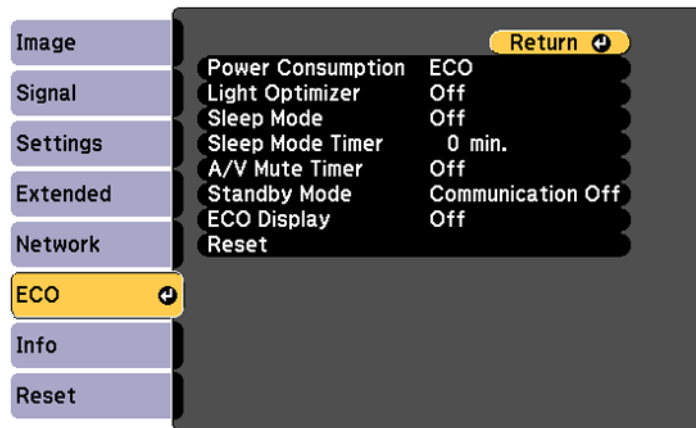 Image
Signal
Settings
Extended
Network
ECO
Info
Reset
Return
Power Consumption ECO
Light Optimizer Off
Sleep Mode Off
Sleep Mode Timer 0 min.
A/V Mute Timer Off
Standby Mode Communication Off
ECO Display Off
Reset